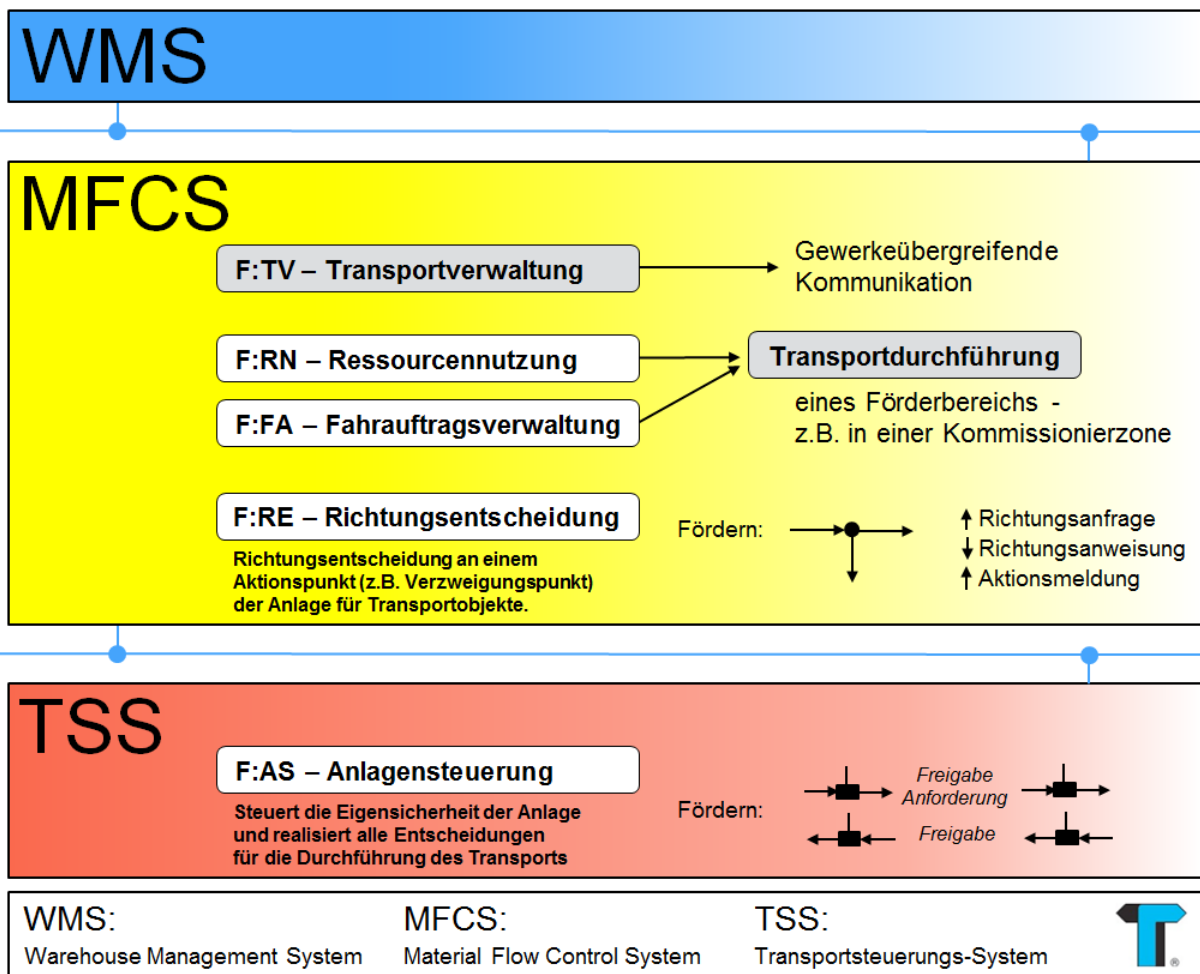 WMS
MFCS
F:TV – Transportverwaltung
Gewerkeübergreifende
Kommunikation
F:RN – Ressourcennutzung
Transportdurchführung
F:FA – Fahrauftragsverwaltung
eines Förderbereichs -
z.B. in einer Kommissionierzone
F:RE – Richtungsentscheidung
Richtungsentscheidung an einem
Aktionspunkt (z.B. Verzweigungspunkt)
der Anlage für Transportobjekte.
Fördern:
Richtungsanfrage
Richtungsanweisung
Aktionsmeldung
TSS
F:AS – Anlagensteuerung
Steuert die Eigensicherheit der Anlage
und realisiert alle Entscheidungen
für die Durchführung des Transports
Fördern:
Freigabe
Anforderung
Freigabe
WMS:
Warehouse Management System
MFCS:
Material Flow Control System
TSS:
Transportsteuerungs-System
®